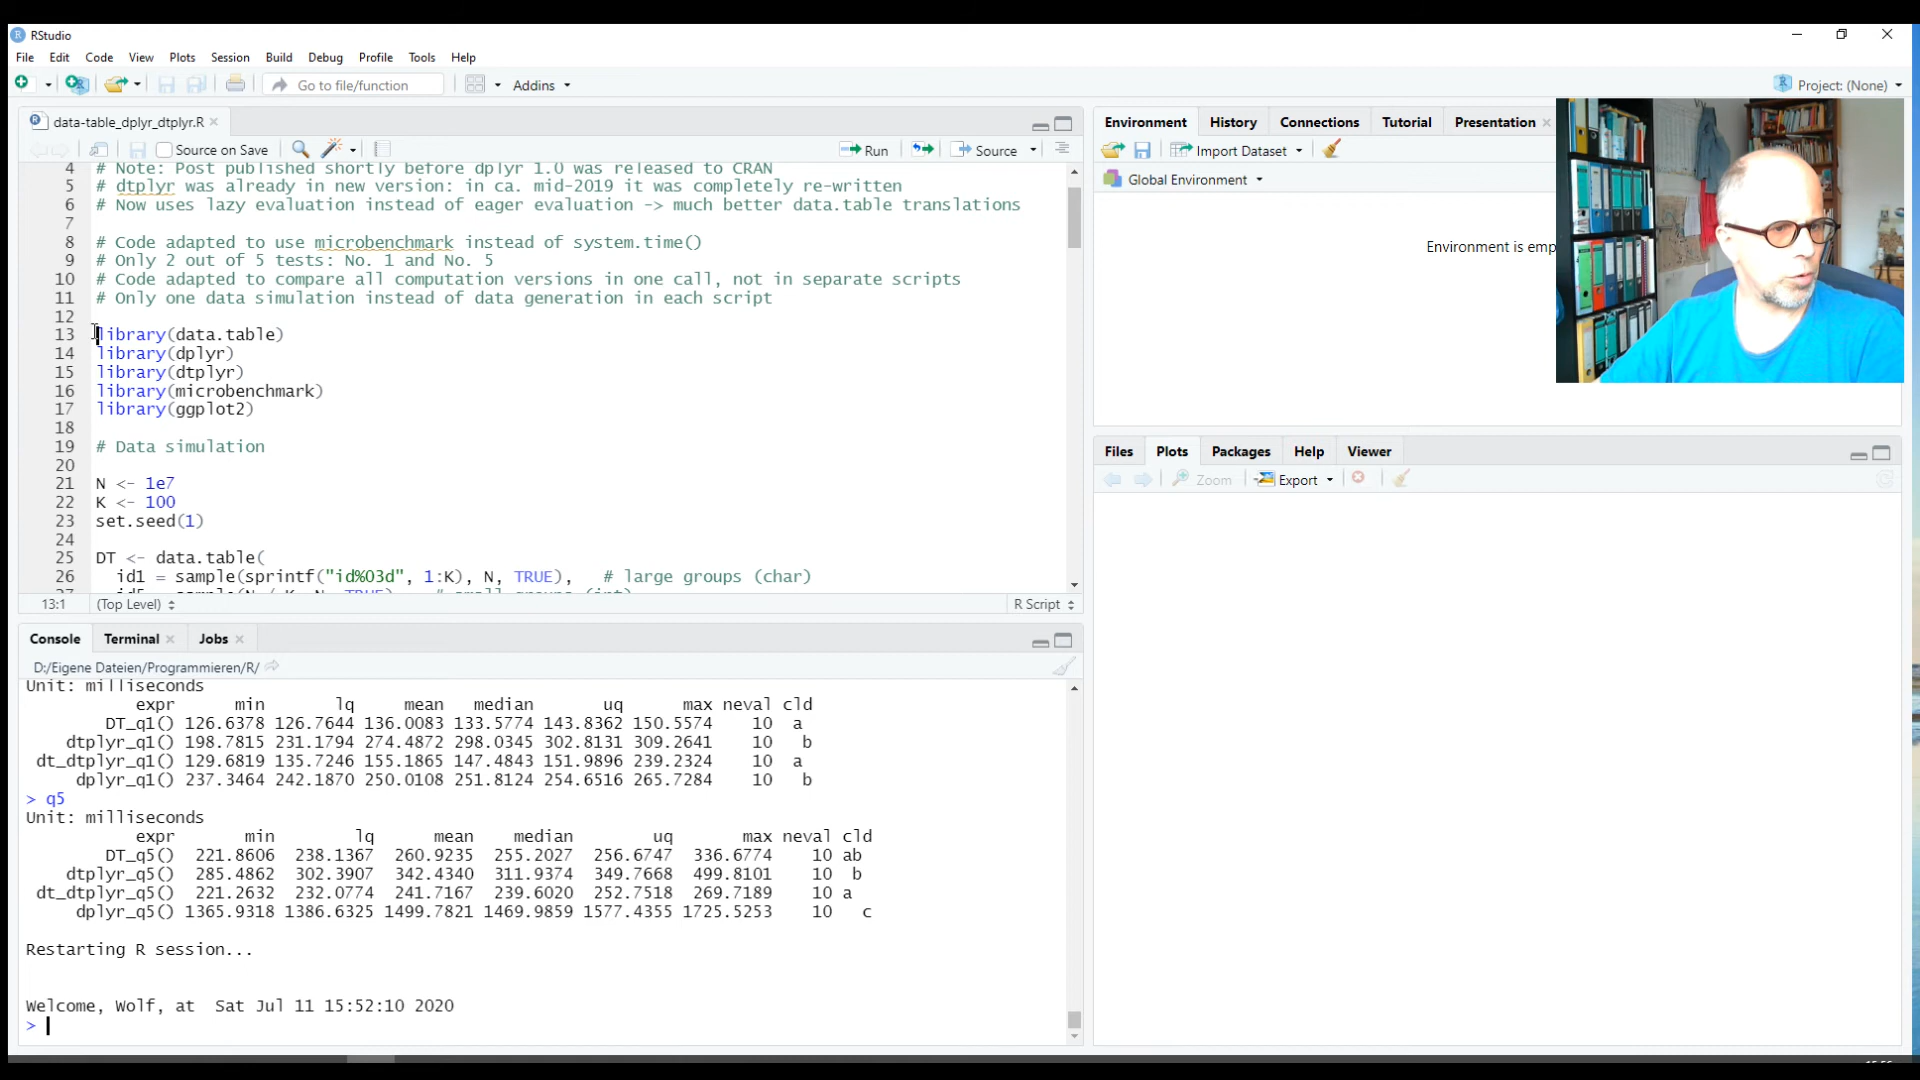 RStudio
File Edit Code View Plots Session Build Debug Profile Tools Help
Go to file/function Addins Project: (None)
data-table_dplyr_dtplyr.R
Source on Save Run Source
4 # Note: Post published shortly before dplyr 1.0 was released to CRAN
5 # dtplyr was already in new version: in ca. mid-2019 it was completely re-written
6 # Now uses lazy evaluation instead of eager evaluation -> much better data.table translations
7
8 # Code adapted to use microbenchmark instead of system.time()
9 # Only 2 out of 5 tests: No. 1 and No. 5
10 # Code adapted to compare all computation versions in one call, not in separate scripts
11 # Only one data simulation instead of data generation in each script
12
13 library(data.table)
14 library(dplyr)
15 library(dtplyr)
16 library(microbenchmark)
17 library(ggplot2)
18
19 # Data simulation
20
21 N <- 1e7
22 K <- 100
23 set.seed(1)
24
25 DT <- data.table(
26 id1 = sample(sprintf("id%03d", 1:K), N, TRUE), # large groups (char)
13:1 (Top Level) R Script
Console Terminal Jobs
D:/Eigene Dateien/Programmieren/R/
Unit: milliseconds
expr min lq mean median uq max neval cld
DT_q1() 126.6378 126.7644 136.0083 133.5774 143.8362 150.5574 10 a
dtplyr_q1() 198.7815 231.1794 274.4872 298.0345 302.8131 309.2641 10 b
dt_dtplyr_q1() 129.6819 135.7246 155.1865 147.4843 151.9896 239.2324 10 a
dplyr_q1() 237.3464 242.1870 250.0108 251.8124 254.6516 265.7284 10 b
> q5
Unit: milliseconds
expr min lq mean median uq max neval cld
DT_q5() 221.8606 238.1367 260.9235 255.2027 256.6747 336.6774 10 ab
dtplyr_q5() 285.4862 302.3907 342.4340 311.9374 349.7668 499.8101 10 b
dt_dtplyr_q5() 221.2632 232.0774 241.7167 239.6020 252.7518 269.7189 10 a
dplyr_q5() 1365.9318 1386.6325 1499.7821 1469.9859 1577.4355 1725.5253 10 c
Restarting R session...
Welcome, Wolf, at Sat Jul 11 15:52:10 2020
>
Environment History Connections Tutorial Presentation
Import Dataset
Global Environment
Environment is emp
Files Plots Packages Help Viewer
Zoom Export